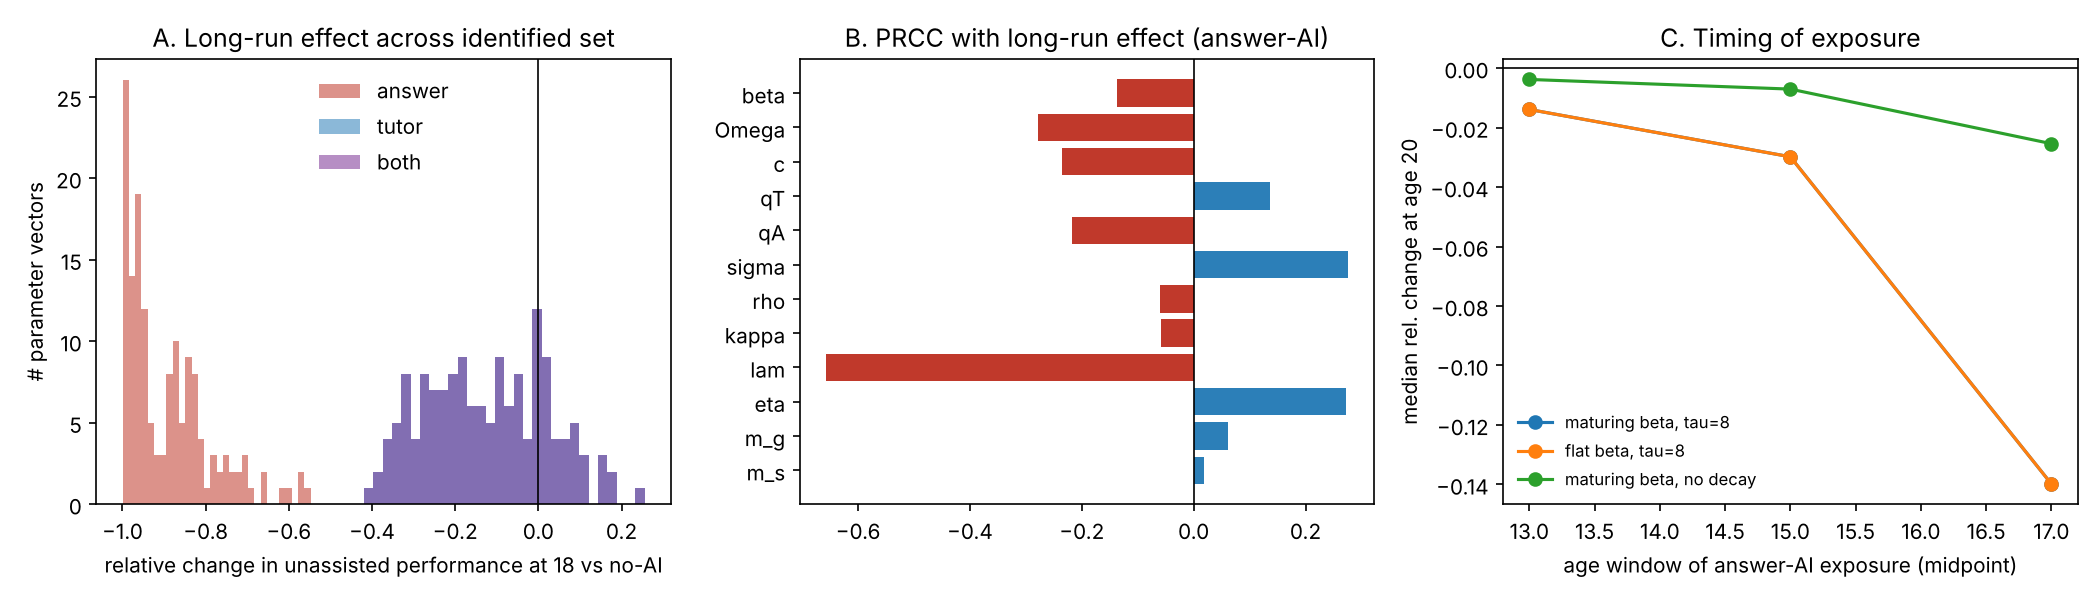 A. Long-run effect across identified set
# parameter vectors
25
20
15
10
5
0
answer
tutor
both
−1.0 −0.8 −0.6 −0.4 −0.2 0.0 0.2
relative change in unassisted performance at 18 vs no-AI
B. PRCC with long-run effect (answer-AI)
beta
Omega
c
qT
qA
sigma
rho
kappa
lam
eta
m_g
m_s
−0.6 −0.4 −0.2 0.0 0.2
C. Timing of exposure
median rel. change at age 20
0.00
−0.02
−0.04
−0.06
−0.08
−0.10
−0.12
−0.14
maturing beta, tau=8
flat beta, tau=8
maturing beta, no decay
13.0 13.5 14.0 14.5 15.0 15.5 16.0 16.5 17.0
age window of answer-AI exposure (midpoint)